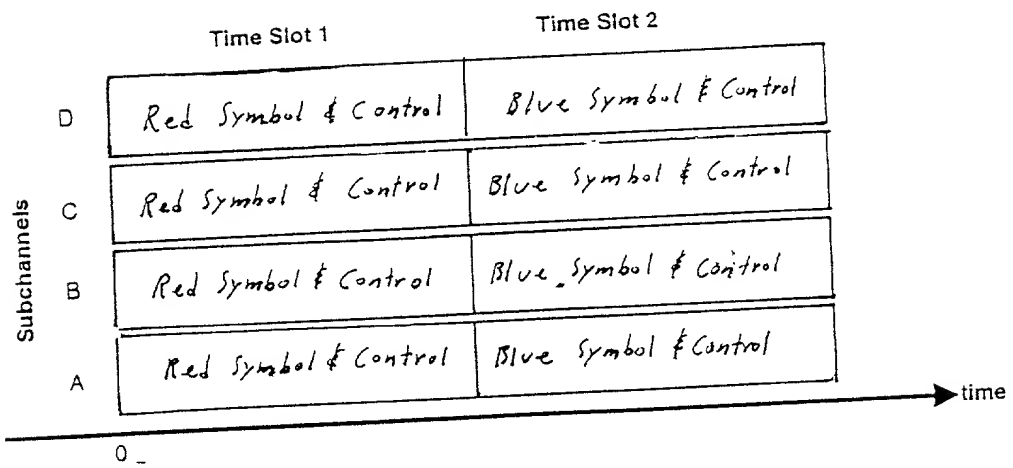 Time Slot 1 Time Slot 2
D Red Symbol & Control Blue Symbol & Control
C Red Symbol & Control Blue Symbol & Control
B Red Symbol & Control Blue Symbol & Control
A Red Symbol & Control Blue Symbol & Control
Subchannels
time
0